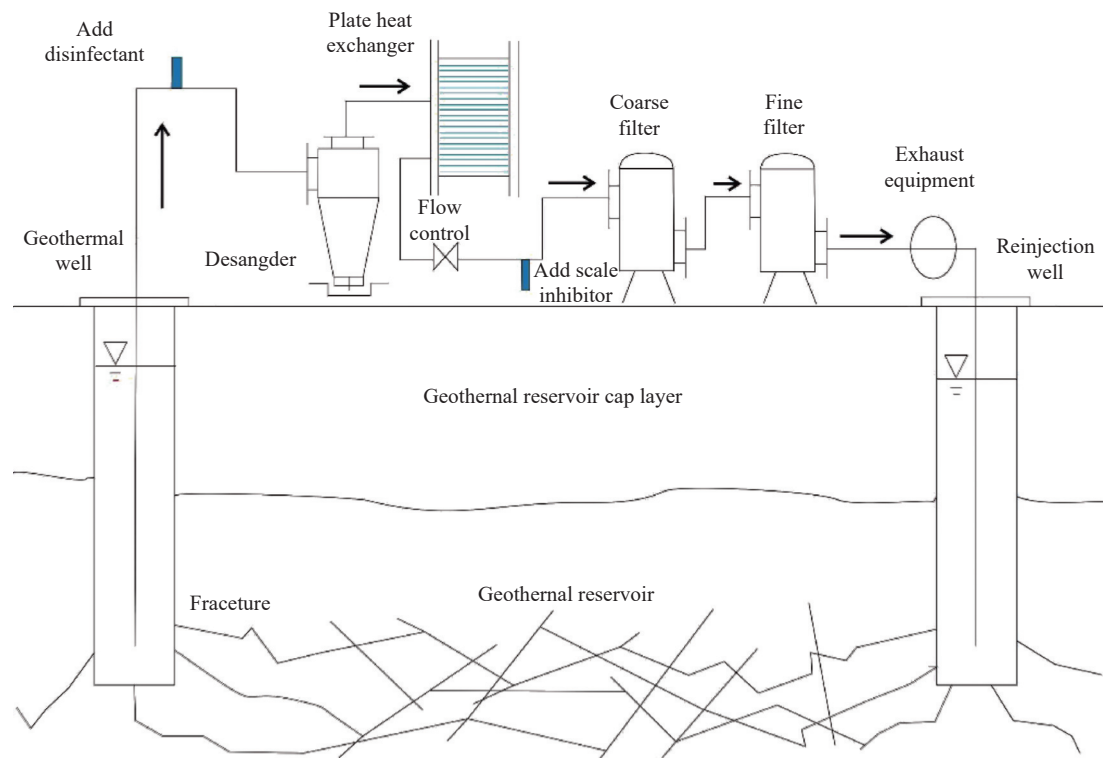 Add
disinfectant
Plate heat
exchanger
Coarse
filter
Fine
filter
Exhaust
equipment
Geothermal
well
Desangder
Flow
control
Add scale
inhibitor
Reinjection
well
Geothernal reservoir cap layer
Fraceture
Geothernal reservoir